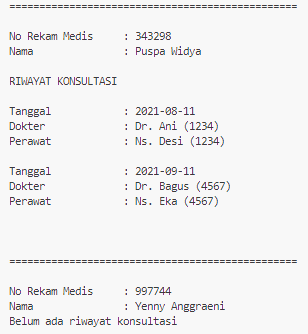 ================================================
No Rekam Medis     : 343298
Nama               : Puspa Widya
RIWAYAT KONSULTASI
Tanggal            : 2021-08-11
Dokter             : Dr. Ani (1234)
Perawat            : Ns. Desi (1234)
Tanggal            : 2021-09-11
Dokter             : Dr. Bagus (4567)
Perawat            : Ns. Eka (4567)
================================================
No Rekam Medis     : 997744
Nama               : Yenny Anggraeni
Belum ada riwayat konsultasi